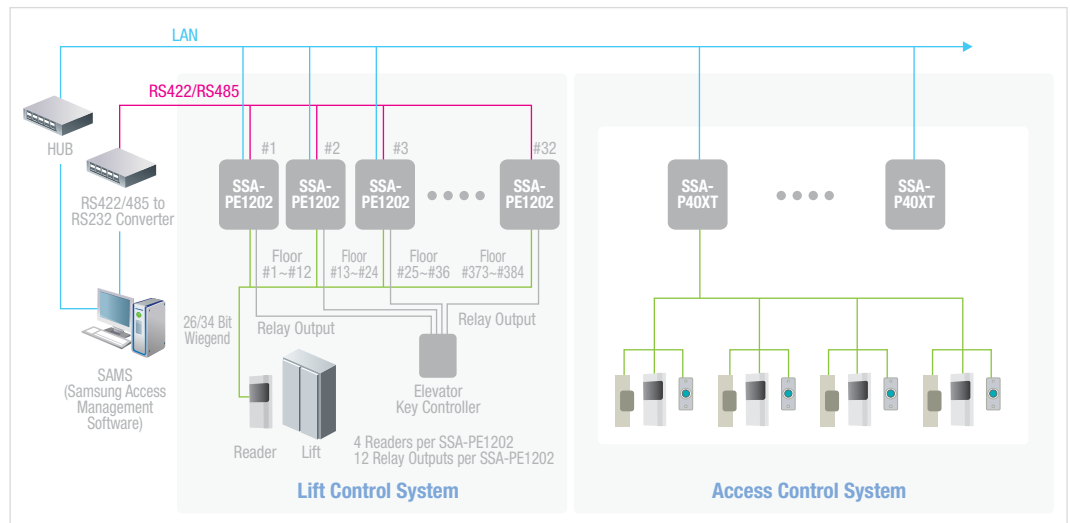 LAN
RS422/RS485
HUB
RS422/485 to
RS232 Converter
SAMS
(Samsung Access
Management
Software)
#1
#2
#3
#32
SSA-
PE1202
SSA-
PE1202
SSA-
PE1202
SSA-
PE1202
Floor
#1~#12
Floor
#13~#24
Floor
#25~#36
Floor
#373~#384
26/34 Bit
Wiegend
Relay Output
Relay Output
Elevator
Key Controller
Reader
Lift
4 Readers per SSA-PE1202
12 Relay Outputs per SSA-PE1202
Lift Control System
SSA-
P40XT
SSA-
P40XT
Access Control System